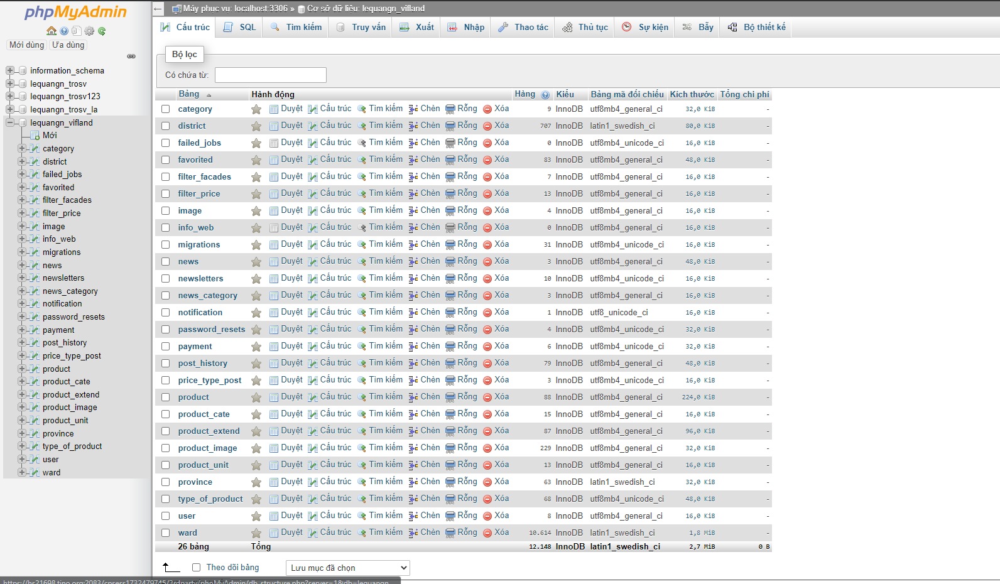 phpMyAdmin
Mới dùng Ưa dùng
information_schema
lequangn_trosv
lequangn_trosv123
lequangn_trosv_la
lequangn_vifland
Mới
category
district
failed_jobs
favorited
filter_facades
filter_price
image
info_web
migrations
news
newsletters
news_category
notification
password_resets
payment
post_history
price_type_post
product
product_cate
product_extend
product_image
product_unit
province
type_of_product
user
ward
Máy phục vụ: localhost:3306 » Cơ sở dữ liệu: lequangn_vifland
Cấu trúc SQL Tìm kiếm Truy vấn Xuất Nhập Thao tác Thủ tục Sự kiện Bẫy Bộ thiết kế
Bộ lọc
Có chứa từ:
Bảng Hành động Hàng Kiểu Bảng mã đối chiếu Kích thước Tổng chi phí
category Duyệt Cấu trúc Tìm kiếm Chèn Rỗng Xóa 9 InnoDB utf8mb4_general_ci 32,0 KiB -
district Duyệt Cấu trúc Tìm kiếm Chèn Rỗng Xóa 707 InnoDB latin1_swedish_ci 80,0 KiB -
failed_jobs Duyệt Cấu trúc Tìm kiếm Chèn Rỗng Xóa 0 InnoDB utf8mb4_unicode_ci 16,0 KiB -
favorited Duyệt Cấu trúc Tìm kiếm Chèn Rỗng Xóa 83 InnoDB utf8mb4_general_ci 48,0 KiB -
filter_facades Duyệt Cấu trúc Tìm kiếm Chèn Rỗng Xóa 7 InnoDB utf8mb4_general_ci 16,0 KiB -
filter_price Duyệt Cấu trúc Tìm kiếm Chèn Rỗng Xóa 13 InnoDB utf8mb4_general_ci 16,0 KiB -
image Duyệt Cấu trúc Tìm kiếm Chèn Rỗng Xóa 4 InnoDB utf8mb4_general_ci 16,0 KiB -
info_web Duyệt Cấu trúc Tìm kiếm Chèn Rỗng Xóa 0 InnoDB utf8mb4_general_ci 16,0 KiB -
migrations Duyệt Cấu trúc Tìm kiếm Chèn Rỗng Xóa 31 InnoDB utf8mb4_unicode_ci 16,0 KiB -
news Duyệt Cấu trúc Tìm kiếm Chèn Rỗng Xóa 3 InnoDB utf8mb4_general_ci 48,0 KiB -
newsletters Duyệt Cấu trúc Tìm kiếm Chèn Rỗng Xóa 10 InnoDB utf8mb4_unicode_ci 16,0 KiB -
news_category Duyệt Cấu trúc Tìm kiếm Chèn Rỗng Xóa 3 InnoDB utf8mb4_general_ci 16,0 KiB -
notification Duyệt Cấu trúc Tìm kiếm Chèn Rỗng Xóa 1 InnoDB utf8_unicode_ci 16,0 KiB -
password_resets Duyệt Cấu trúc Tìm kiếm Chèn Rỗng Xóa 4 InnoDB utf8mb4_unicode_ci 32,0 KiB -
payment Duyệt Cấu trúc Tìm kiếm Chèn Rỗng Xóa 6 InnoDB utf8mb4_unicode_ci 32,0 KiB -
post_history Duyệt Cấu trúc Tìm kiếm Chèn Rỗng Xóa 79 InnoDB utf8mb4_general_ci 48,0 KiB -
price_type_post Duyệt Cấu trúc Tìm kiếm Chèn Rỗng Xóa 3 InnoDB utf8mb4_unicode_ci 16,0 KiB -
product Duyệt Cấu trúc Tìm kiếm Chèn Rỗng Xóa 88 InnoDB utf8mb4_general_ci 224,0 KiB -
product_cate Duyệt Cấu trúc Tìm kiếm Chèn Rỗng Xóa 15 InnoDB utf8mb4_general_ci 16,0 KiB -
product_extend Duyệt Cấu trúc Tìm kiếm Chèn Rỗng Xóa 87 InnoDB utf8mb4_general_ci 96,0 KiB -
product_image Duyệt Cấu trúc Tìm kiếm Chèn Rỗng Xóa 229 InnoDB utf8mb4_general_ci 32,0 KiB -
product_unit Duyệt Cấu trúc Tìm kiếm Chèn Rỗng Xóa 13 InnoDB utf8mb4_general_ci 16,0 KiB -
province Duyệt Cấu trúc Tìm kiếm Chèn Rỗng Xóa 63 InnoDB latin1_swedish_ci 32,0 KiB -
type_of_product Duyệt Cấu trúc Tìm kiếm Chèn Rỗng Xóa 68 InnoDB utf8mb4_unicode_ci 48,0 KiB -
user Duyệt Cấu trúc Tìm kiếm Chèn Rỗng Xóa 8 InnoDB utf8mb4_general_ci 16,0 KiB -
ward Duyệt Cấu trúc Tìm kiếm Chèn Rỗng Xóa 10.614 InnoDB latin1_swedish_ci 1,8 MiB -
26 bảng Tổng 12.148 InnoDB latin1_swedish_ci 2,7 MiB 0 B
Theo dõi bảng Lưu mục đã chọn